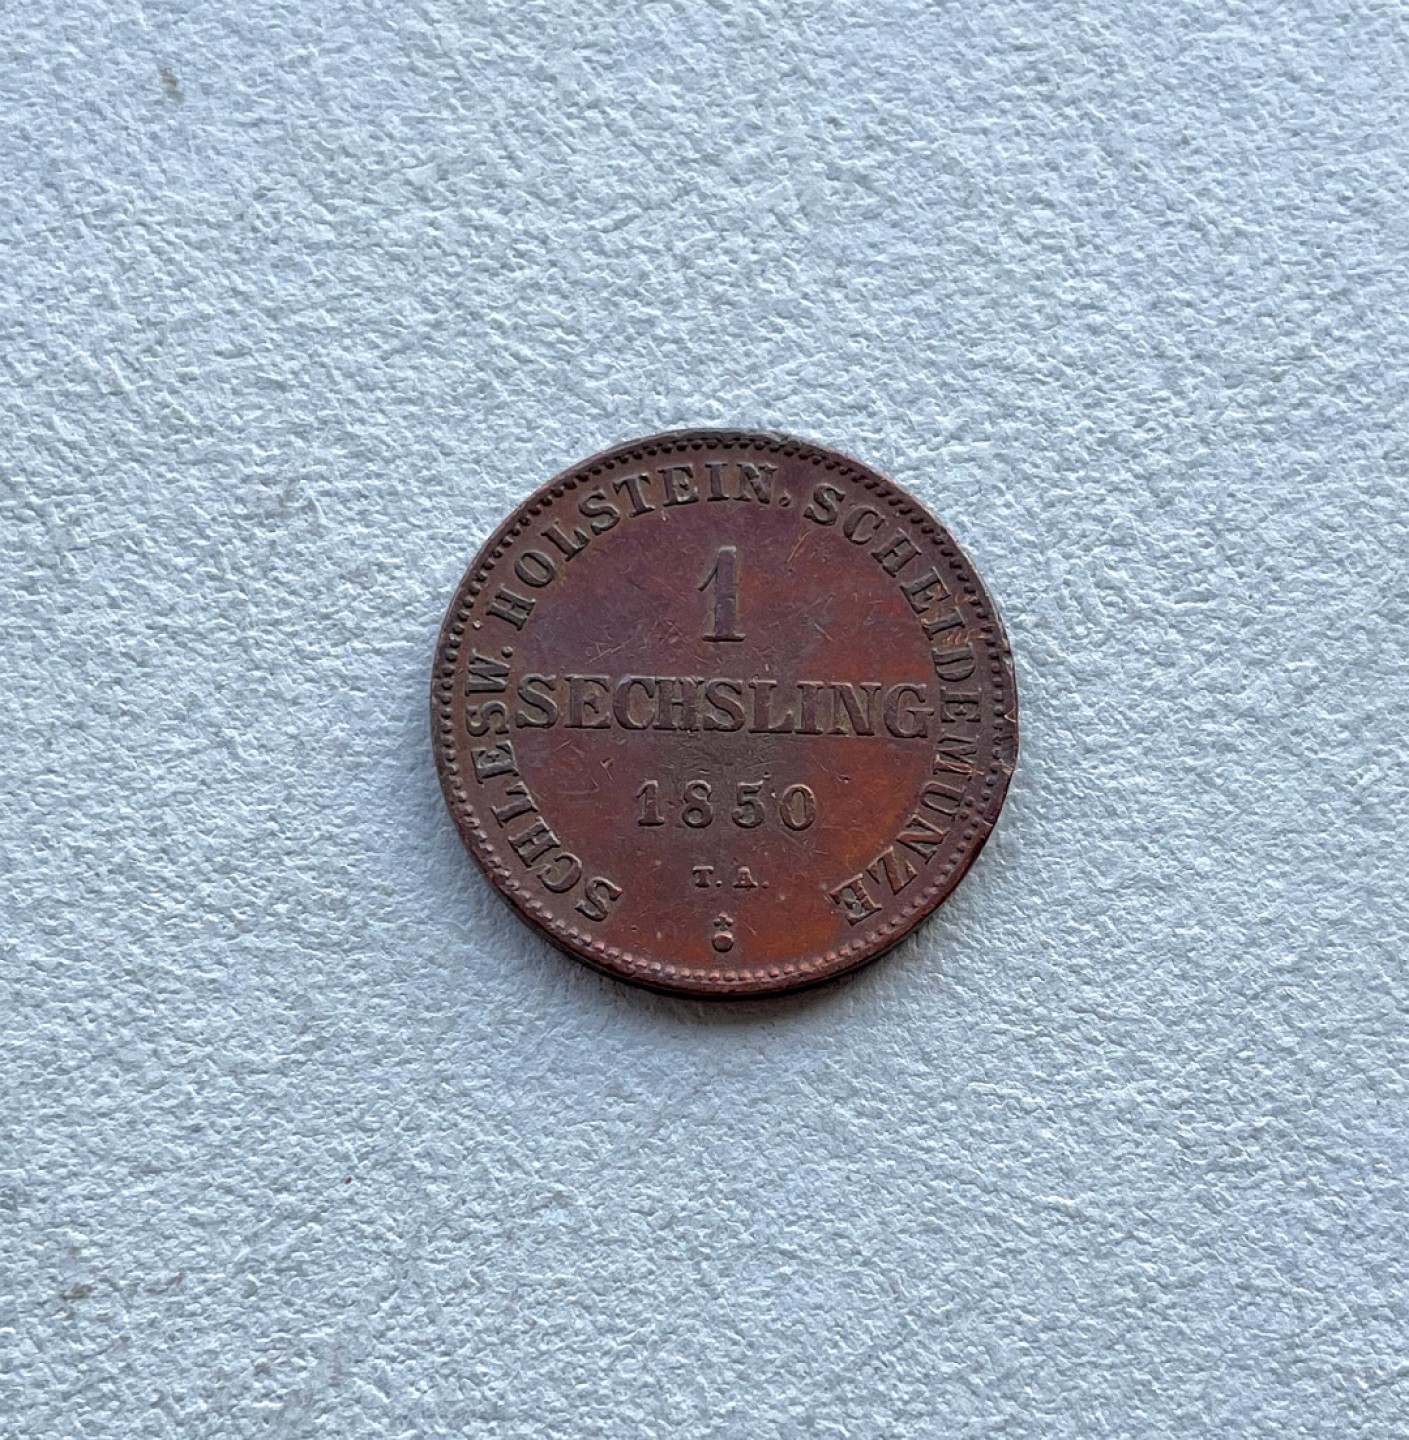 SCHLESW. HOLSTEIN. SCHEIDEMÜNZE
1
SECHSLING
1850
T. A.